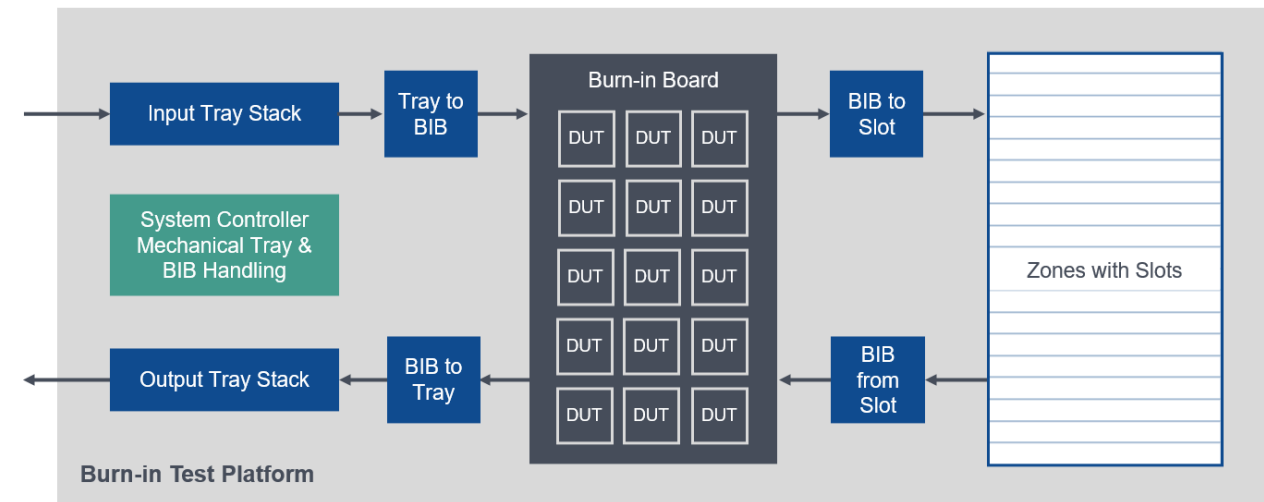 Input Tray Stack
Tray to
BIB
Burn-in Board
BIB to
Slot
DUT DUT DUT
DUT DUT DUT
DUT DUT DUT
DUT DUT DUT
DUT DUT DUT
System Controller
Mechanical Tray &
BIB Handling
Zones with Slots
Output Tray Stack
BIB to
Tray
BIB
from
Slot
Burn-in Test Platform